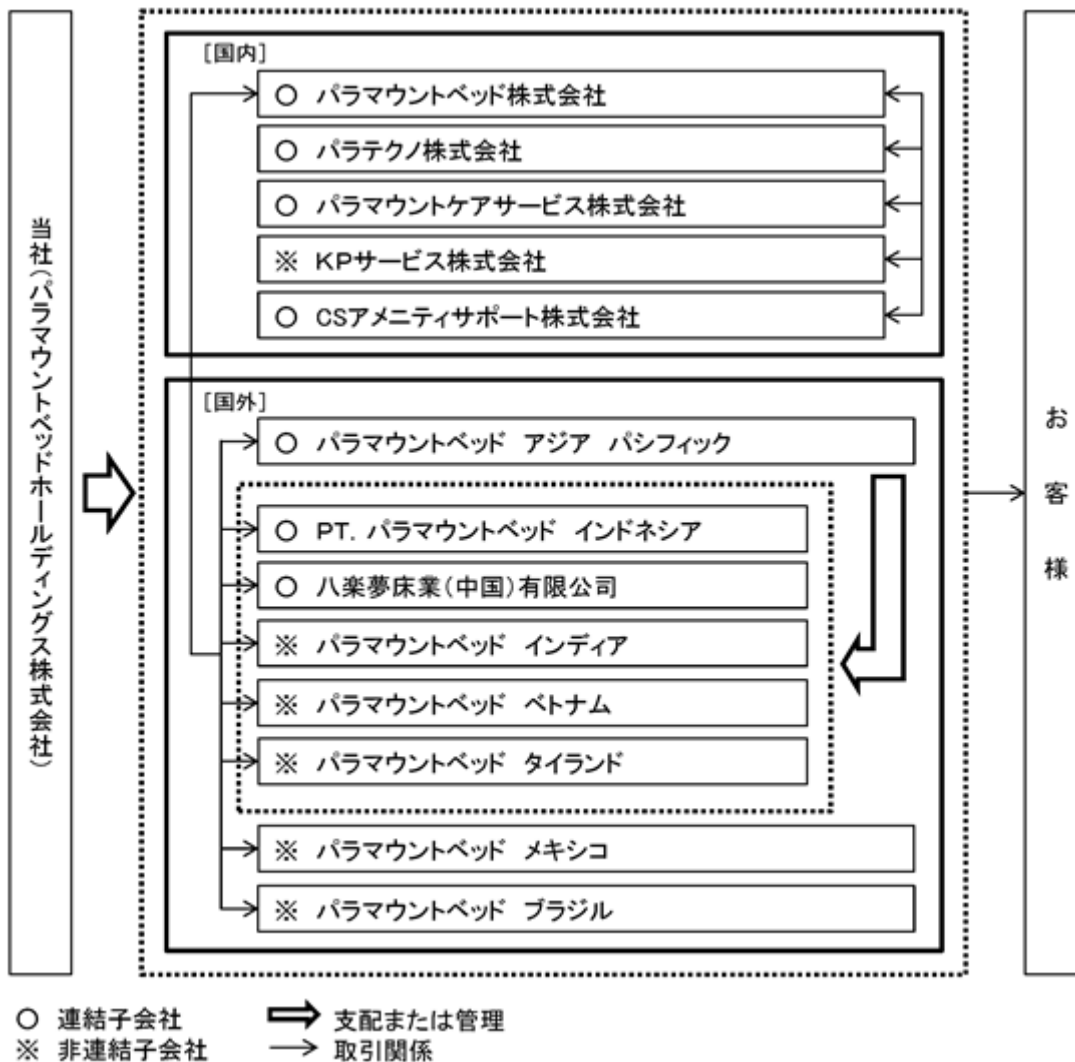 当社(パラマウントベッドホールディングス株式会社)
[国内]
○ パラマウントベッド株式会社
○ パラテクノ株式会社
○ パラマウントケアサービス株式会社
※ KPサービス株式会社
○ CSアメニティサポート株式会社
[国外]
○ パラマウントベッド アジア パシフィック
○ PT. パラマウントベッド インドネシア
○ 八楽夢床業(中国)有限公司
※ パラマウントベッド インディア
※ パラマウントベッド ベトナム
※ パラマウントベッド タイランド
※ パラマウントベッド メキシコ
※ パラマウントベッド ブラジル
お客様
○ 連結子会社
※ 非連結子会社
支配または管理
取引関係